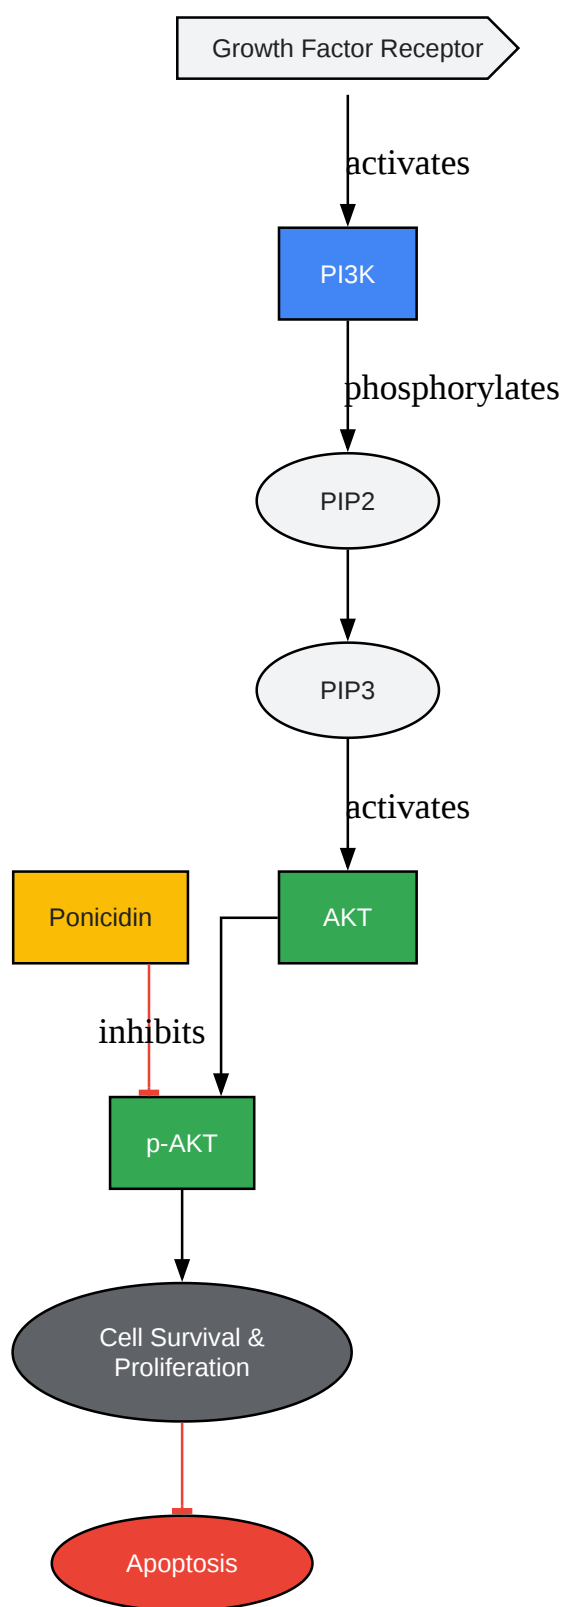 Growth Factor Receptor
activates
PI3K
phosphorylates
PIP2
PIP3
activates
Ponicidin
AKT
inhibits
p-AKT
Cell Survival &
Proliferation
Apoptosis